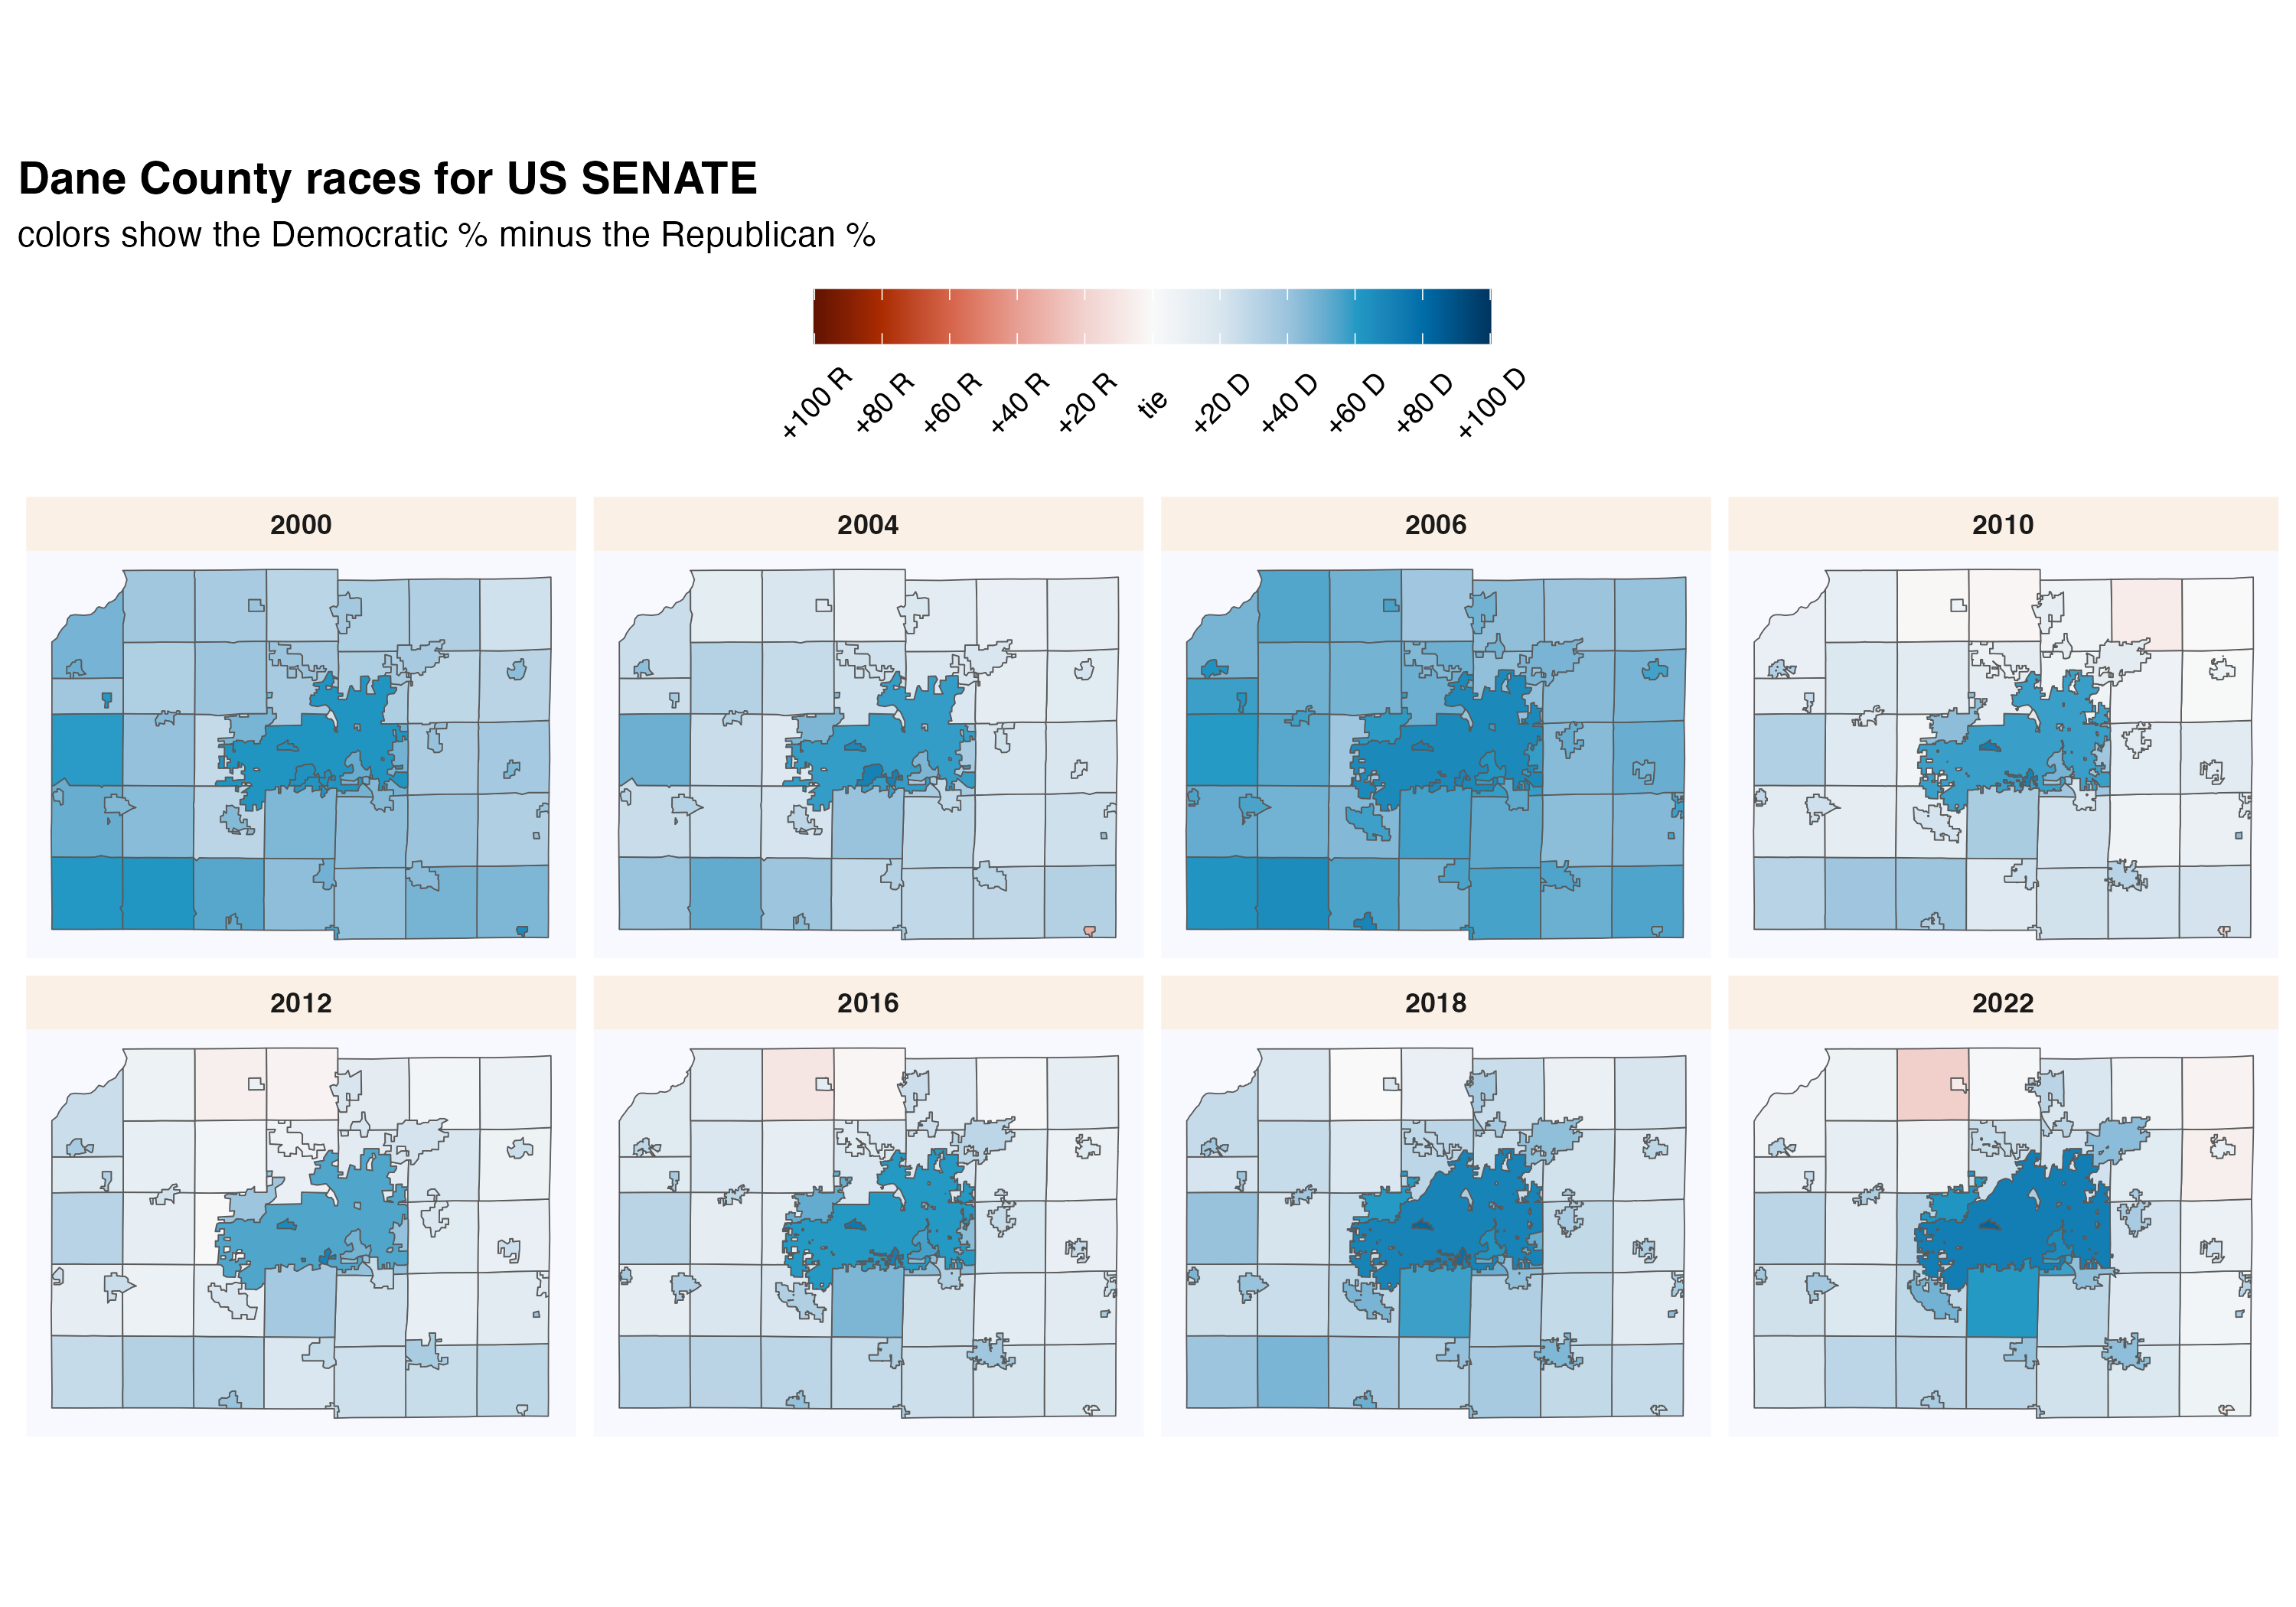 Dane County races for US SENATE
colors show the Democratic % minus the Republican %
+100 R +80 R +60 R +40 R +20 R tie +20 D +40 D +60 D +80 D +100 D
2000 2004 2006 2010
2012 2016 2018 2022